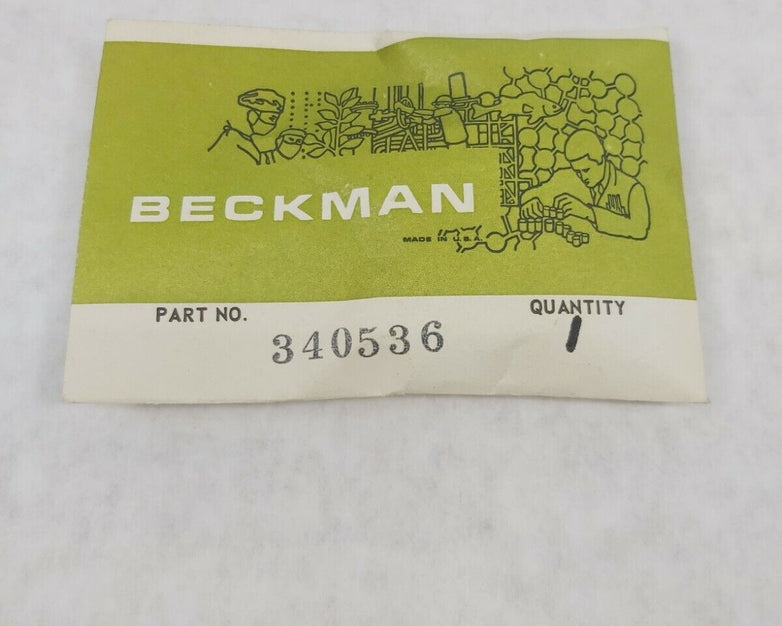 BECKMAN
MADE IN U.S.A.
PART NO.
340536
QUANTITY
1